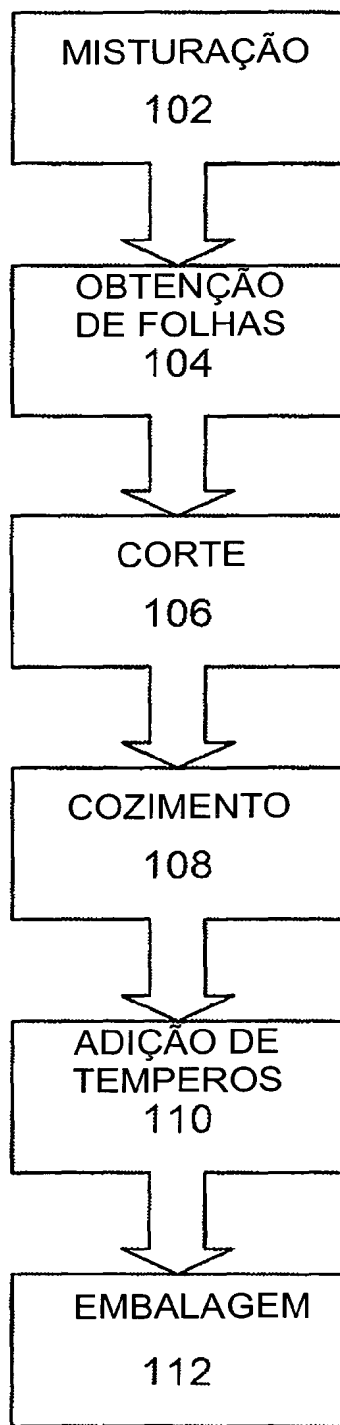 MISTURAÇÃO
102
OBTENÇÃO
DE FOLHAS
104
CORTE
106
COZIMENTO
108
ADIÇÃO DE
TEMPEROS
110
EMBALAGEM
112